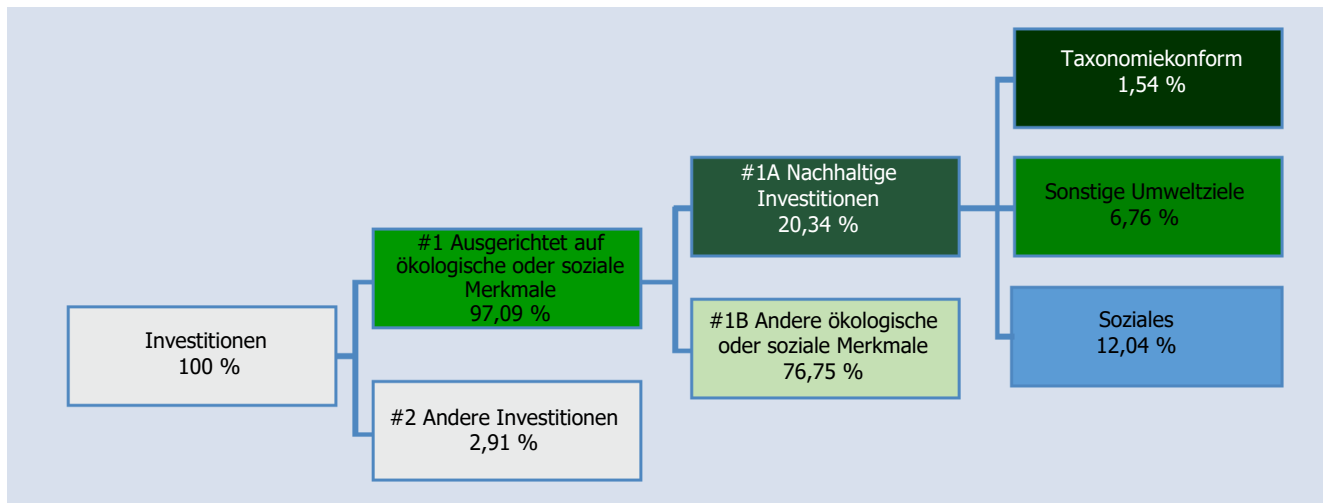 Investitionen
100 %
#1 Ausgerichtet auf
ökologische oder soziale
Merkmale
97,09 %
#2 Andere Investitionen
2,91 %
#1A Nachhaltige
Investitionen
20,34 %
#1B Andere ökologische
oder soziale Merkmale
76,75 %
Taxonomiekonform
1,54 %
Sonstige Umweltziele
6,76 %
Soziales
12,04 %